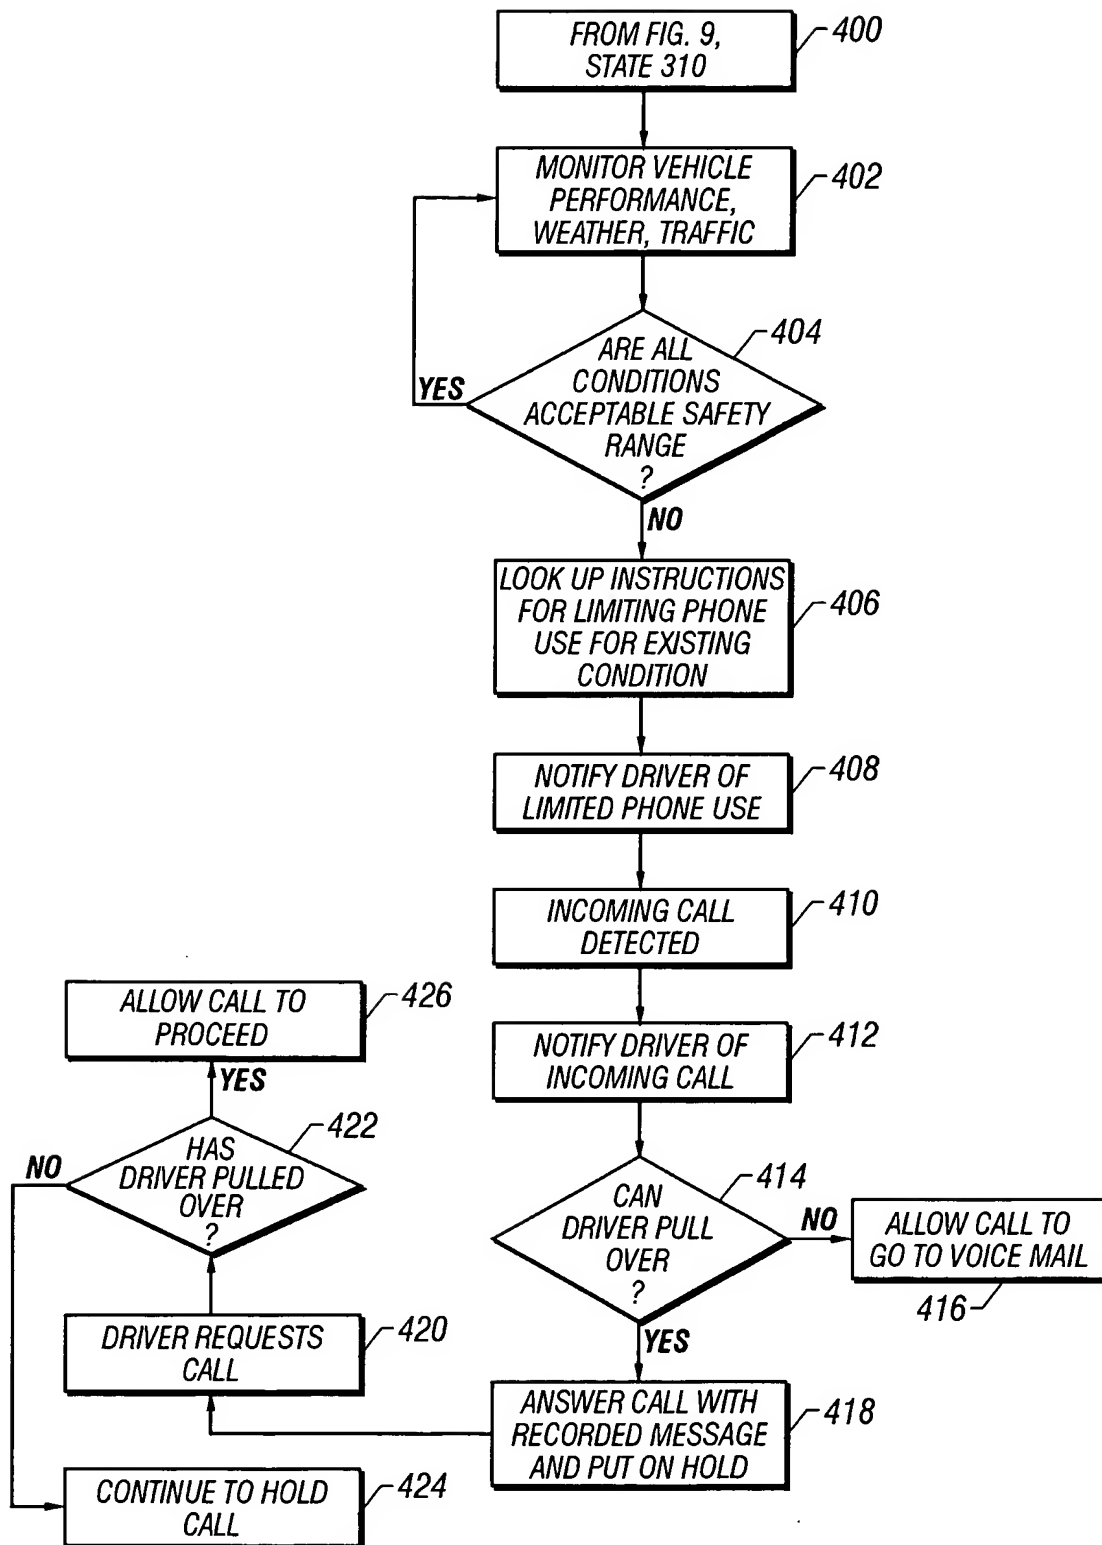 FROM FIG. 9,
STATE 310
400
MONITOR VEHICLE
PERFORMANCE,
WEATHER, TRAFFIC
402
ARE ALL
CONDITIONS
ACCEPTABLE SAFETY
RANGE
?
404
YES
NO
LOOK UP INSTRUCTIONS
FOR LIMITING PHONE
USE FOR EXISTING
CONDITION
406
NOTIFY DRIVER OF
LIMITED PHONE USE
408
INCOMING CALL
DETECTED
410
NOTIFY DRIVER OF
INCOMING CALL
412
CAN
DRIVER PULL
OVER
?
414
NO
ALLOW CALL TO
GO TO VOICE MAIL
416
YES
ANSWER CALL WITH
RECORDED MESSAGE
AND PUT ON HOLD
418
DRIVER REQUESTS
CALL
420
HAS
DRIVER PULLED
OVER
?
422
YES
ALLOW CALL TO
PROCEED
426
NO
CONTINUE TO HOLD
CALL
424